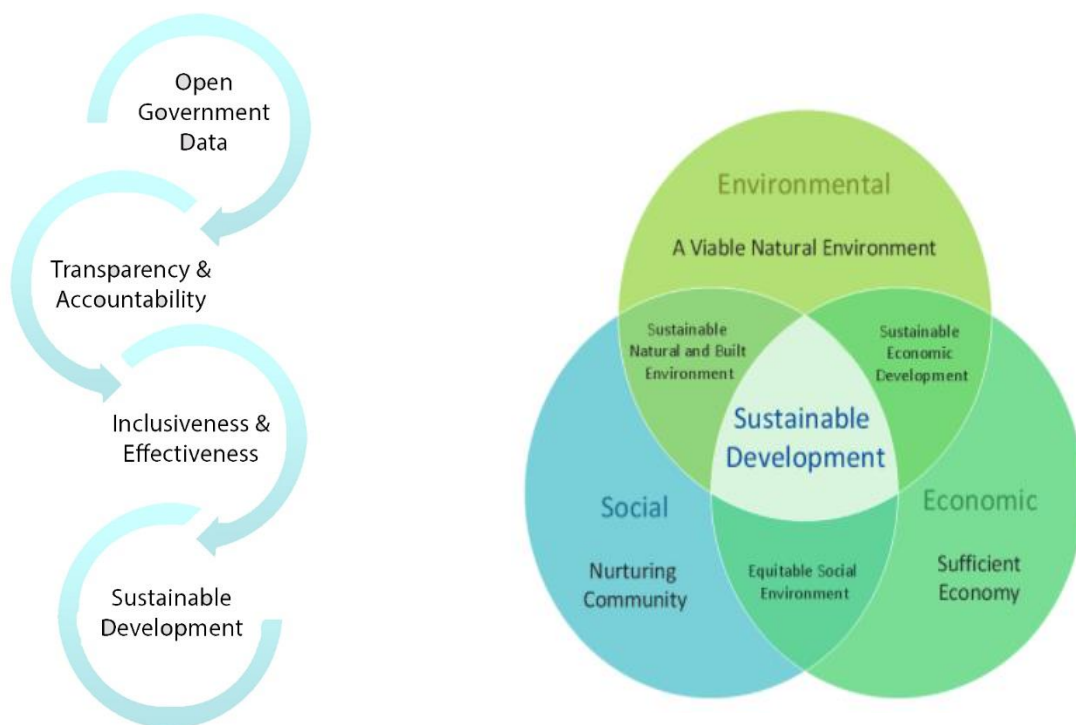 Open
Government
Data
Transparency &
Accountability
Inclusiveness &
Effectiveness
Sustainable
Development
Environmental
A Viable Natural Environment
Sustainable
Natural and Built
Environment
Sustainable
Economic
Development
Sustainable
Development
Social
Nurturing
Community
Equitable Social
Environment
Economic
Sufficient
Economy